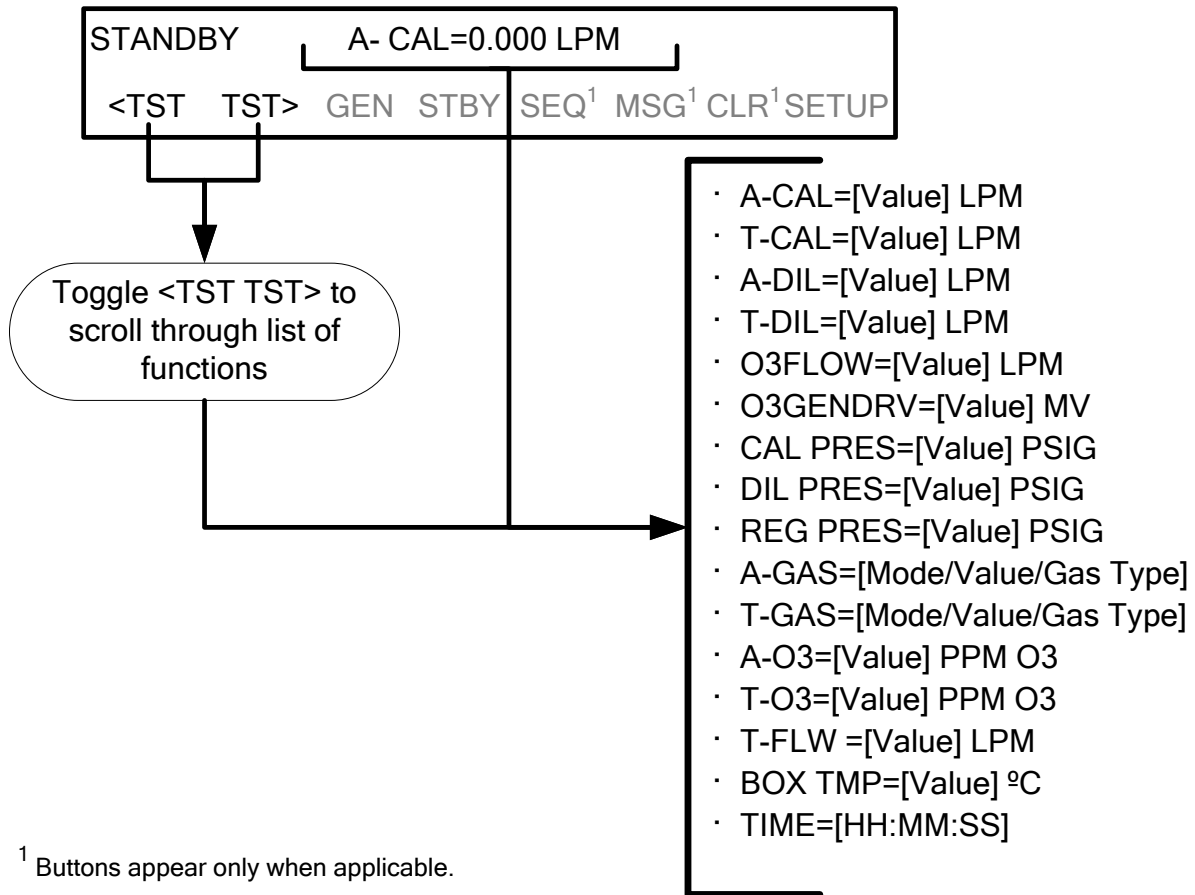 STANDBY A- CAL=0.000 LPM
<TST TST> GEN STBY SEQ¹ MSG¹ CLR¹ SETUP
Toggle <TST TST> to
scroll through list of
functions
· A-CAL=[Value] LPM
· T-CAL=[Value] LPM
· A-DIL=[Value] LPM
· T-DIL=[Value] LPM
· O3FLOW=[Value] LPM
· O3GENDRV=[Value] MV
· CAL PRES=[Value] PSIG
· DIL PRES=[Value] PSIG
· REG PRES=[Value] PSIG
· A-GAS=[Mode/Value/Gas Type]
· T-GAS=[Mode/Value/Gas Type]
· A-O3=[Value] PPM O3
· T-O3=[Value] PPM O3
· T-FLW =[Value] LPM
· BOX TMP=[Value] ºC
· TIME=[HH:MM:SS]
¹ Buttons appear only when applicable.